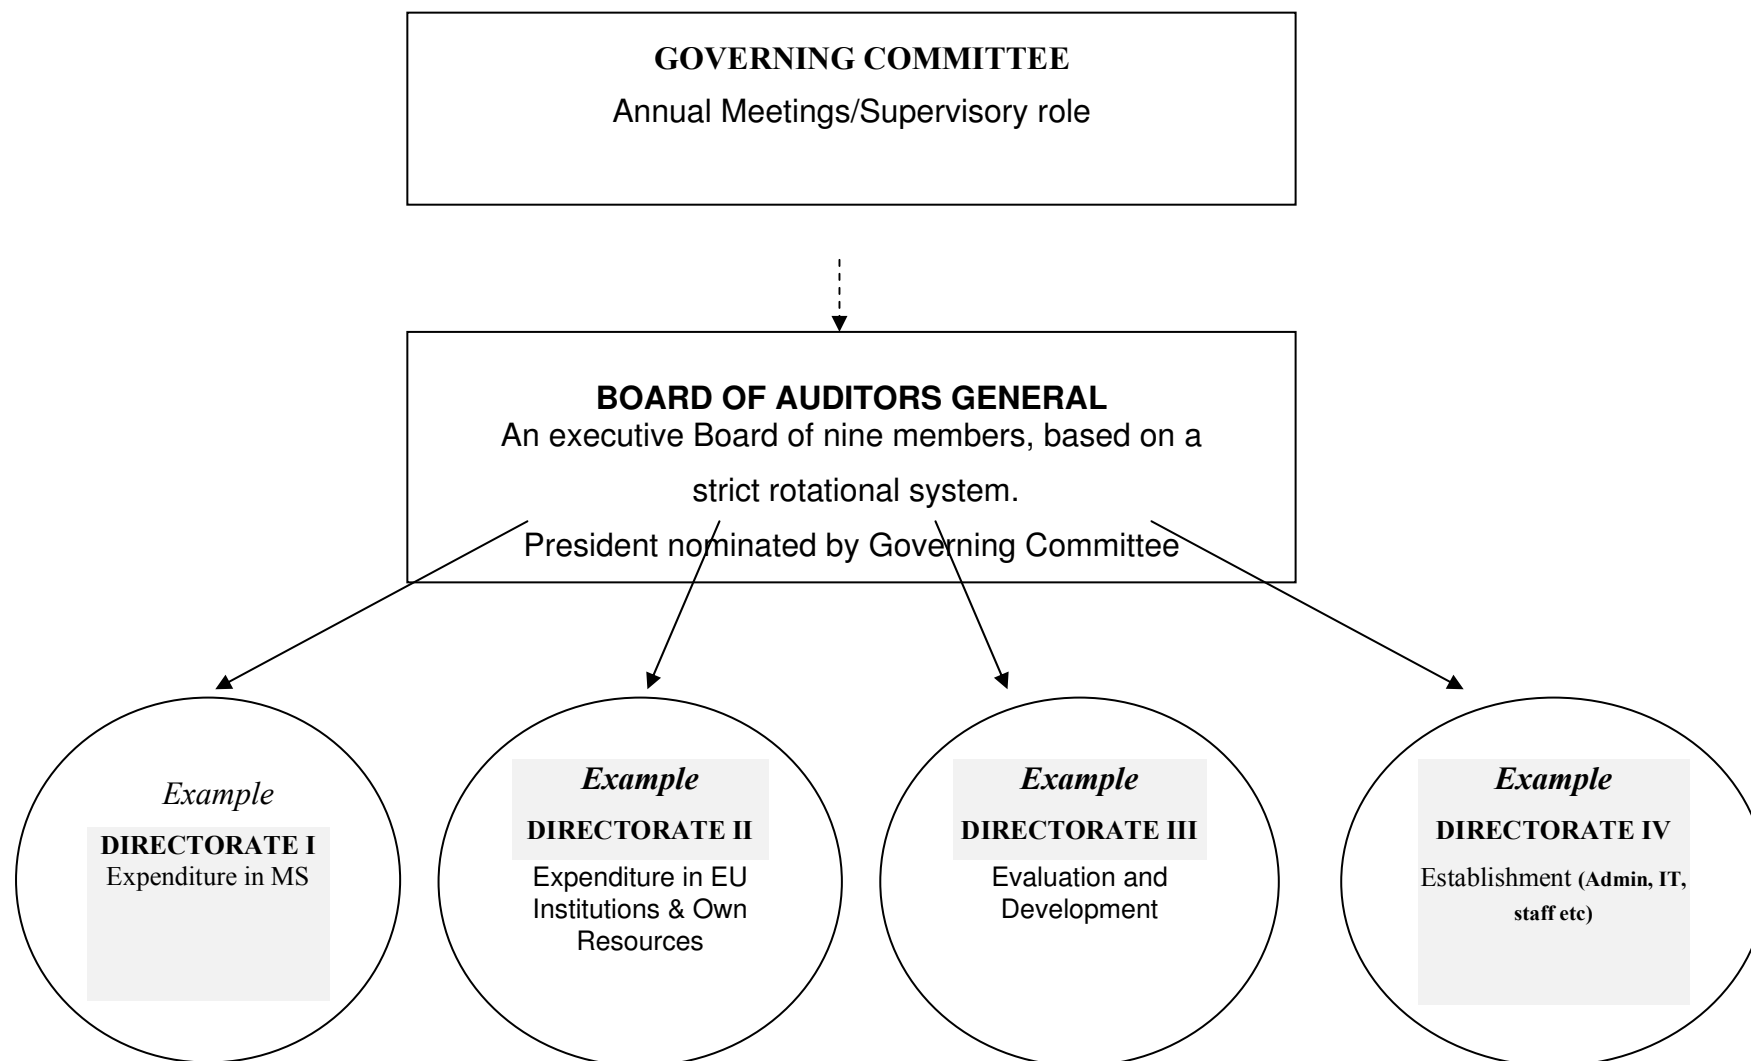 GOVERNING COMMITTEE
Annual Meetings/Supervisory role
BOARD OF AUDITORS GENERAL
An executive Board of nine members, based on a
strict rotational system.
President nominated by Governing Committee
Example
DIRECTORATE I
Expenditure in MS
Example
DIRECTORATE II
Expenditure in EU
Institutions & Own
Resources
Example
DIRECTORATE III
Evaluation and
Development
Example
DIRECTORATE IV
Establishment (Admin, IT,
staff etc)